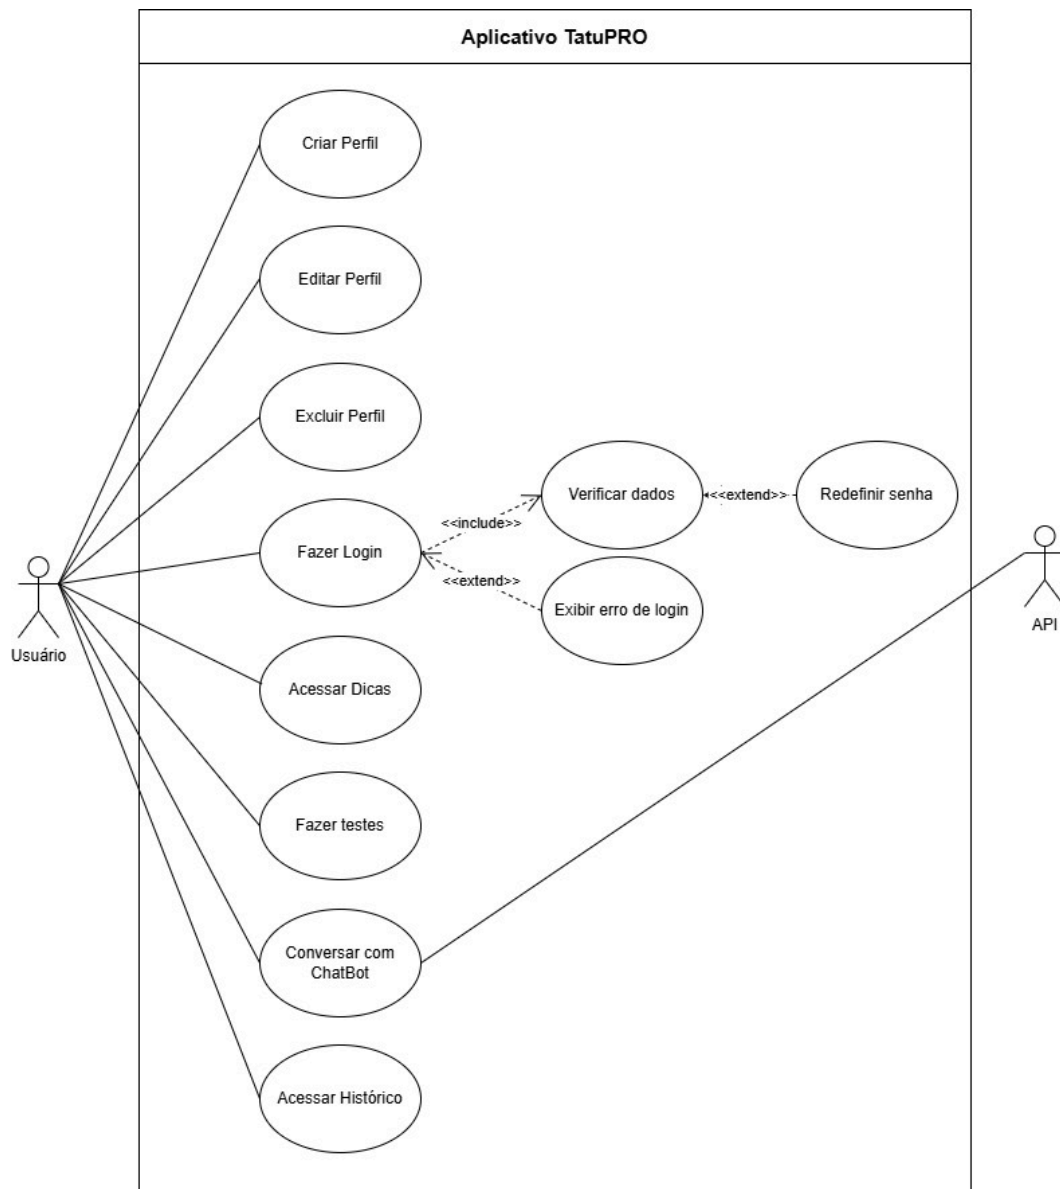 Aplicativo TatuPRO
Criar Perfil
Editar Perfil
Excluir Perfil
Verificar dados
<<extend>>
Redefinir senha
<<include>>
Fazer Login
<<extend>>
Exibir erro de login
Usuário
API
Acessar Dicas
Fazer testes
Conversar com
ChatBot
Acessar Histórico